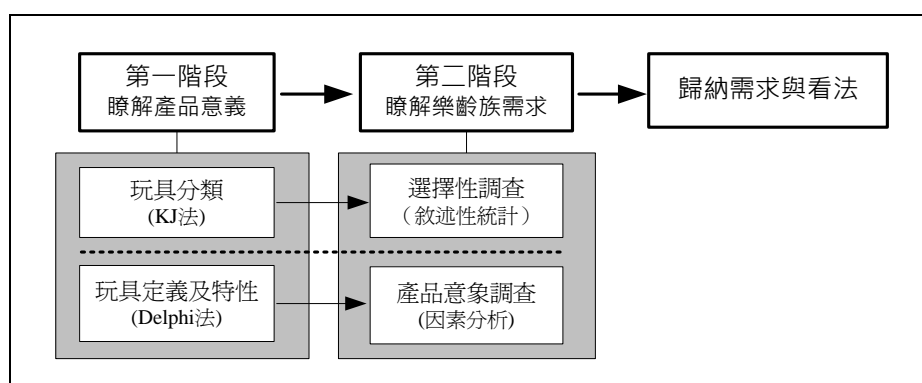 第一階段
瞭解產品意義
第二階段
瞭解樂齡族需求
歸納需求與看法
玩具分類
(KJ法)
選擇性調查
（敘述性統計）
玩具定義及特性
(Delphi法)
產品意象調查
(因素分析)